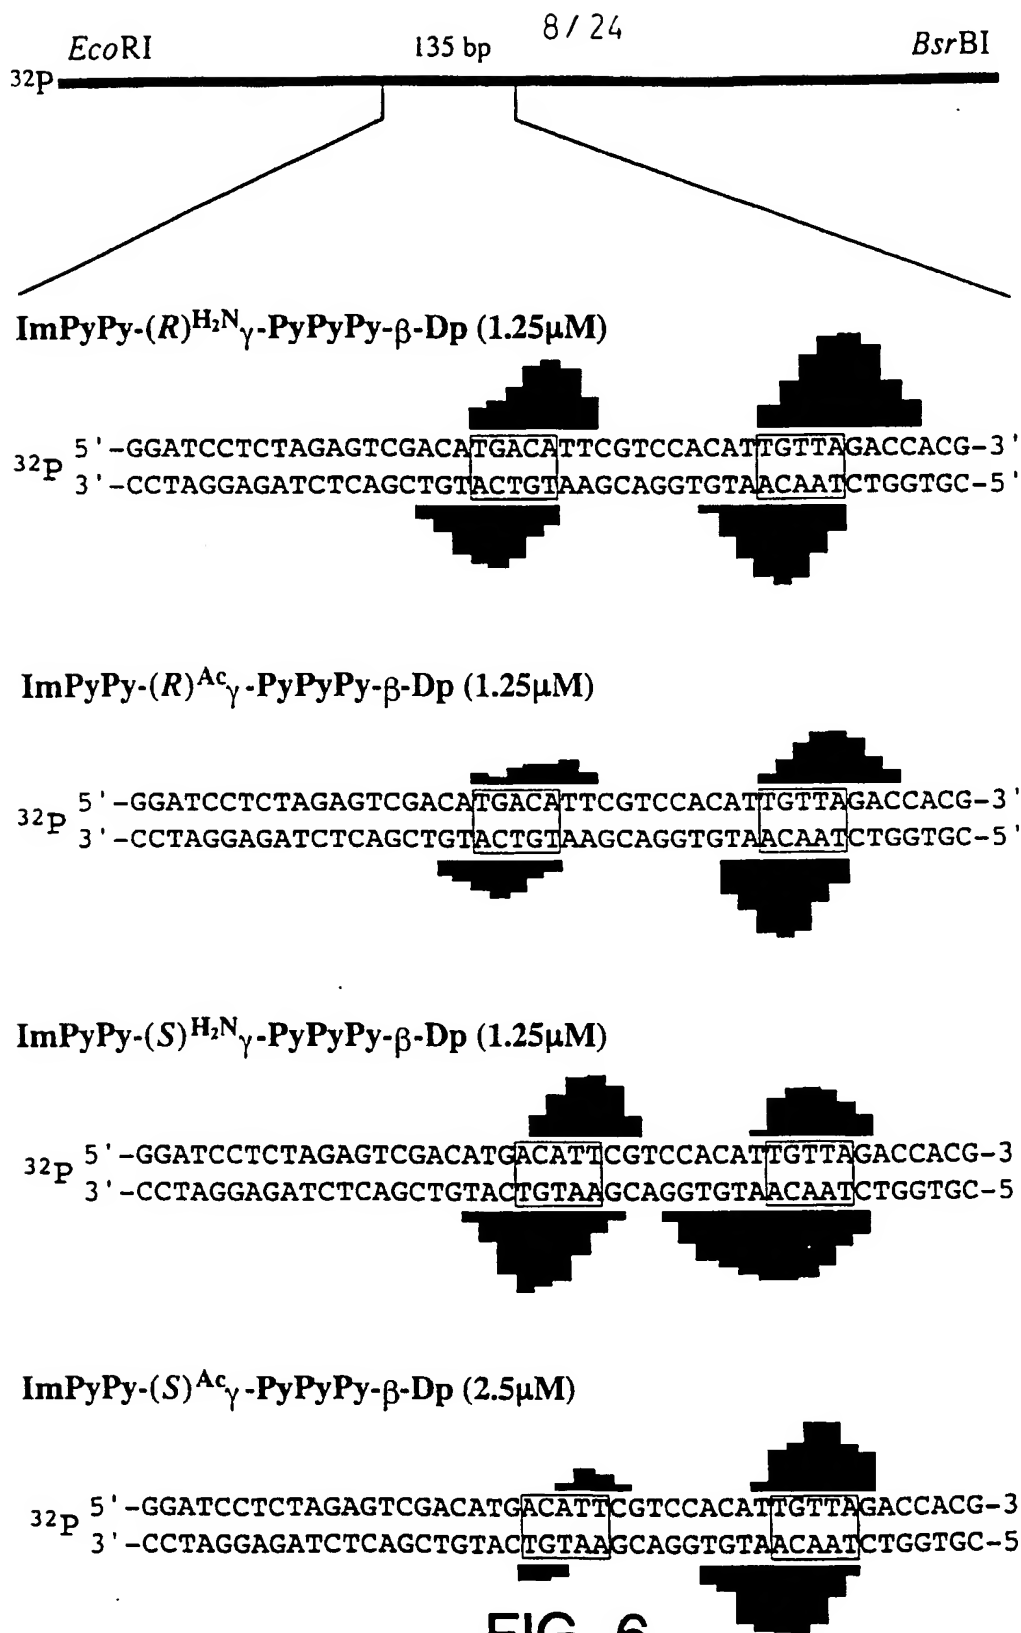 8/24
EcoRI 135 bp BsrBI
32P
ImPyPy-(R)H2Nγ-PyPyPy-β-Dp (1.25μM)
5'-GGATCCTCTAGAGTCGACATGACATTCGTCCACATTGTTAGACCACG-3'
32P
3'-CCTAGGAGATCTCAGCTGTACTGTAAGCAGGTGTAACAATCTGGTGC-5'
ImPyPy-(R)Acγ-PyPyPy-β-Dp (1.25μM)
5'-GGATCCTCTAGAGTCGACATGACATTCGTCCACATTGTTAGACCACG-3'
32P
3'-CCTAGGAGATCTCAGCTGTACTGTAAGCAGGTGTAACAATCTGGTGC-5'
ImPyPy-(S)H2Nγ-PyPyPy-β-Dp (1.25μM)
5'-GGATCCTCTAGAGTCGACATGACATTCGTCCACATTGTTAGACCACG-3
32P
3'-CCTAGGAGATCTCAGCTGTACTGTAAGCAGGTGTAACAATCTGGTGC-5
ImPyPy-(S)Acγ-PyPyPy-β-Dp (2.5μM)
5'-GGATCCTCTAGAGTCGACATGACATTCGTCCACATTGTTAGACCACG-3
32P
3'-CCTAGGAGATCTCAGCTGTACTGTAAGCAGGTGTAACAATCTGGTGC-5
FIG. 6